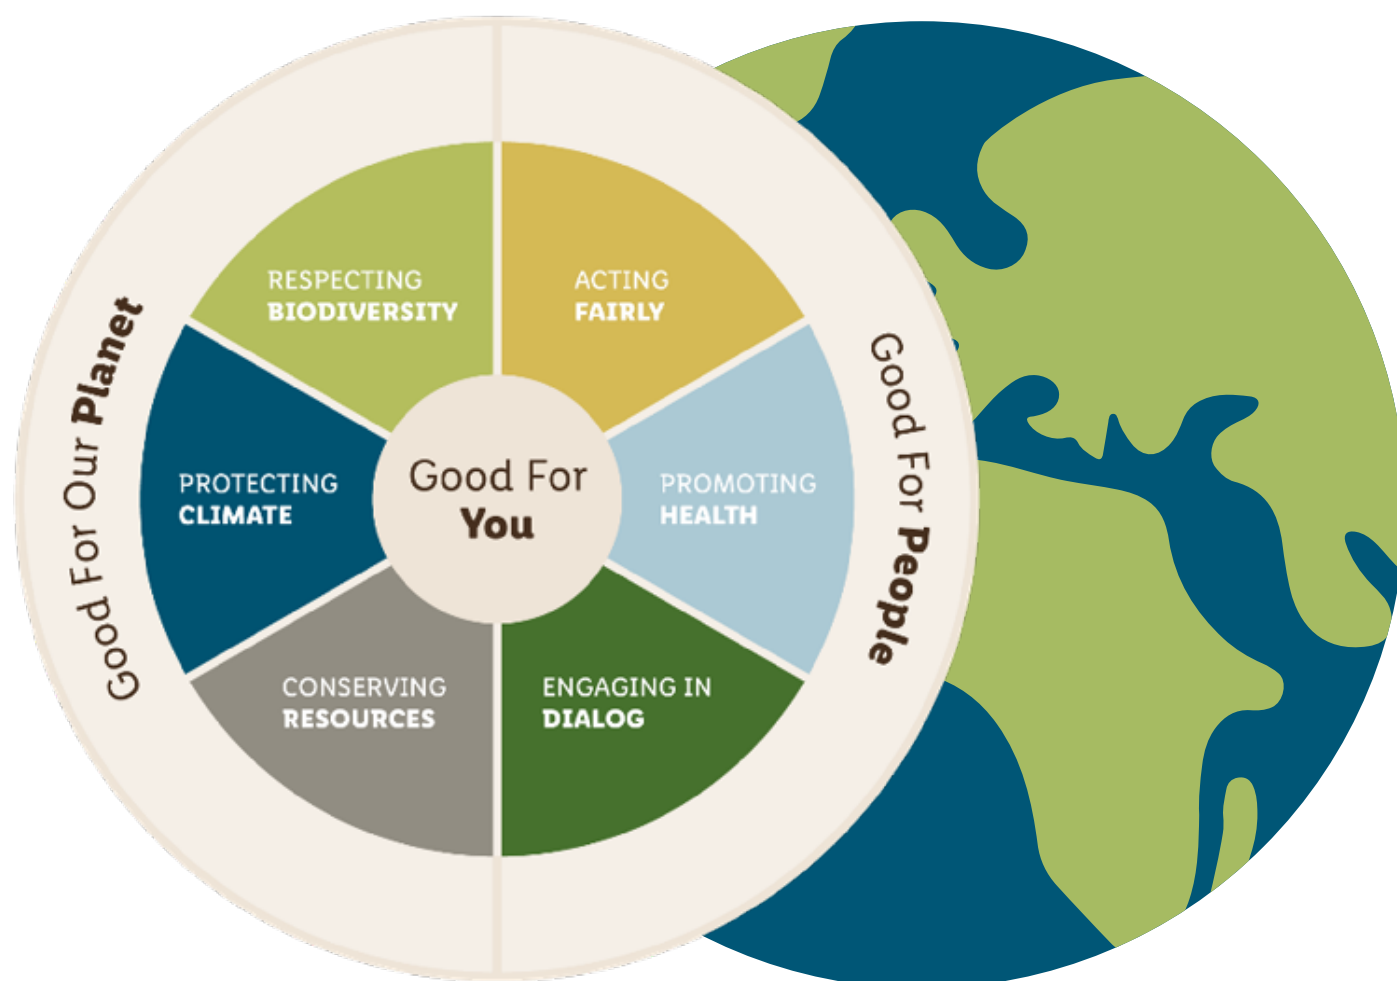 Good For Our Planet
RESPECTING
BIODIVERSITY
PROTECTING
CLIMATE
CONSERVING
RESOURCES
Good For
You
ACTING
FAIRLY
PROMOTING
HEALTH
ENGAGING IN
DIALOG
Good For People